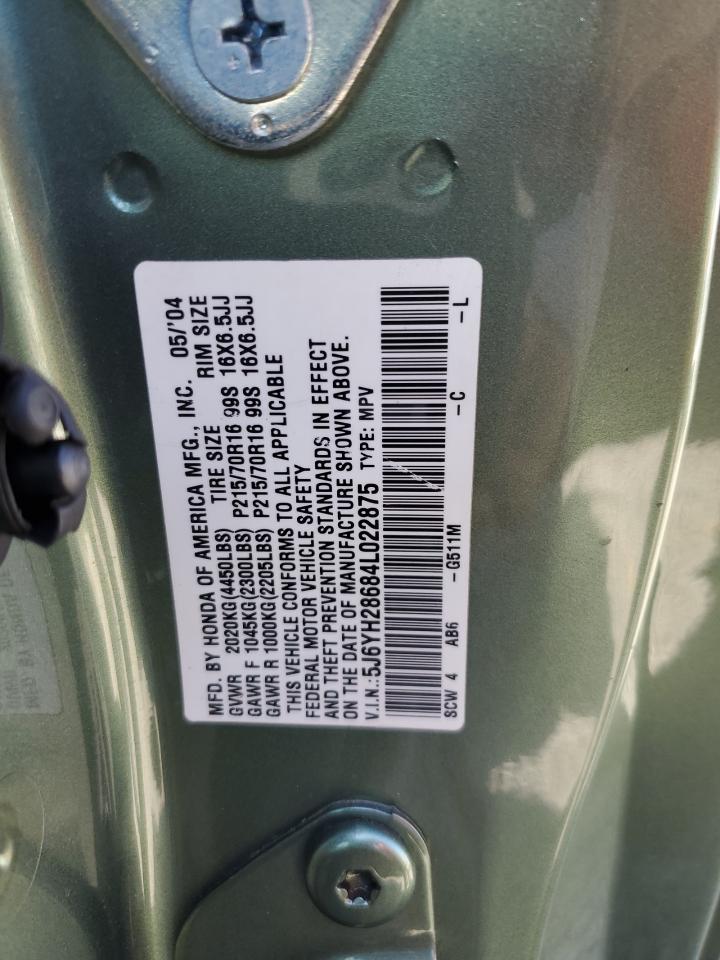 MFD. BY HONDA OF AMERICA MFG., INC. 05/'04
TIRE SIZE RIM SIZE
GVWR 2020KG(4450LBS)
GAWR F 1045KG(2300LBS) P215/70R16 99S 16X6.5JJ
GAWR R 1000KG(2205LBS) P215/70R16 99S 16X6.5JJ
THIS VEHICLE CONFORMS TO ALL APPLICABLE
FEDERAL MOTOR VEHICLE SAFETY
AND THEFT PREVENTION STANDARDS IN EFFECT
ON THE DATE OF MANUFACTURE SHOWN ABOVE.
V.I.N.:5J6YH28684L022875 TYPE: MPV
SCW 4 AB6 -G511M -C -L